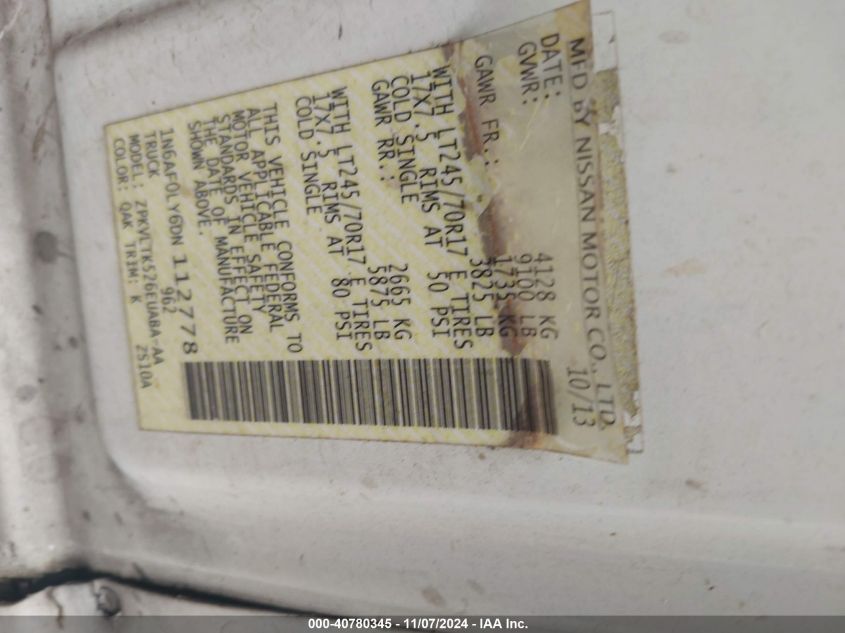 MFD BY NISSAN MOTOR CO., LTD.
DATE: 10/13
GVWR: 4128 KG
9100 LB
GAWR FR.: 1735 KG
3825 LB
WITH LT245/70R17 E TIRES
17X7.5 RIMS AT 50 PSI
COLD SINGLE
GAWR RR.: 2665 KG
5875 LB
WITH LT245/70R17 E TIRES
17X7.5 RIMS AT 80 PSI
COLD SINGLE
THIS VEHICLE CONFORMS TO
ALL APPLICABLE FEDERAL
MOTOR VEHICLE SAFETY
STANDARDS IN EFFECT ON
THE DATE OF MANUFACTURE
SHOWN ABOVE.
1N6AF0LY6DN112778
TRUCK 962
MODEL: ZPKVLTK526EUABA-AA
COLOR: QAK TRIM: K 2S10A
000-40780345 - 11/07/2024 - IAA Inc.